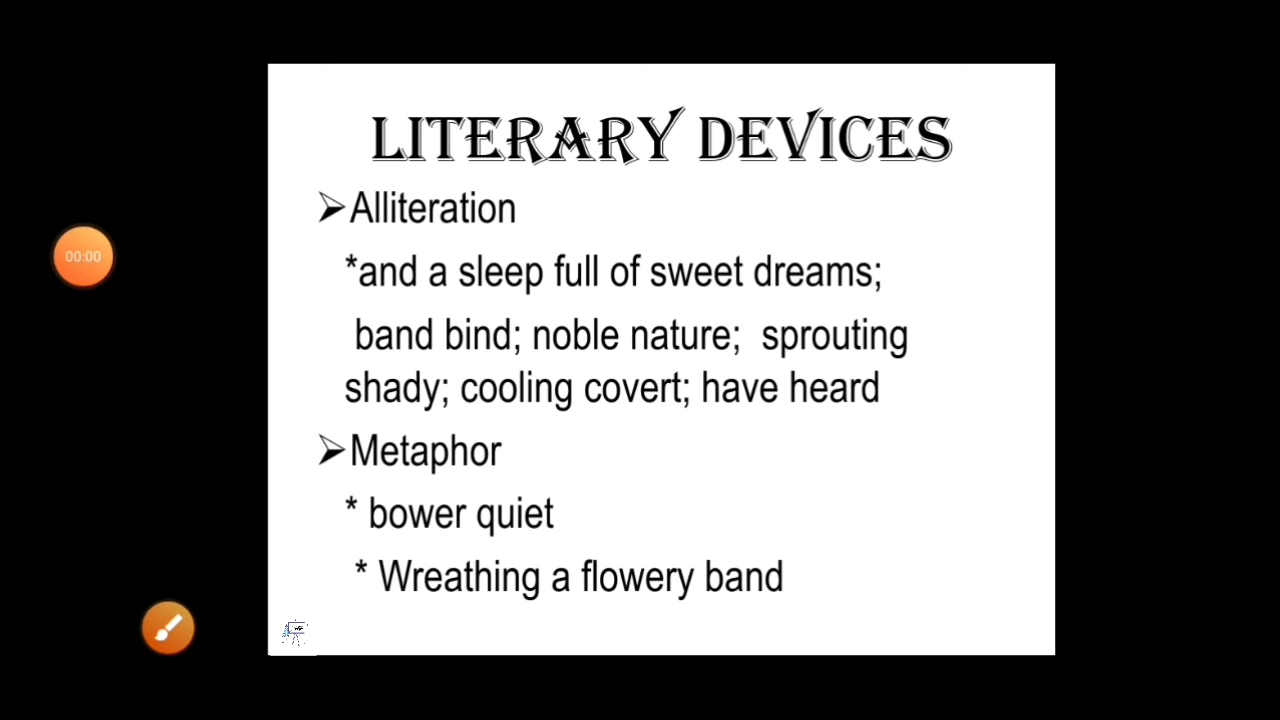 LITERARY DEVICES
➢Alliteration
*and a sleep full of sweet dreams;
band bind; noble nature; sprouting
shady; cooling covert; have heard
➢Metaphor
* bower quiet
* Wreathing a flowery band
00:00